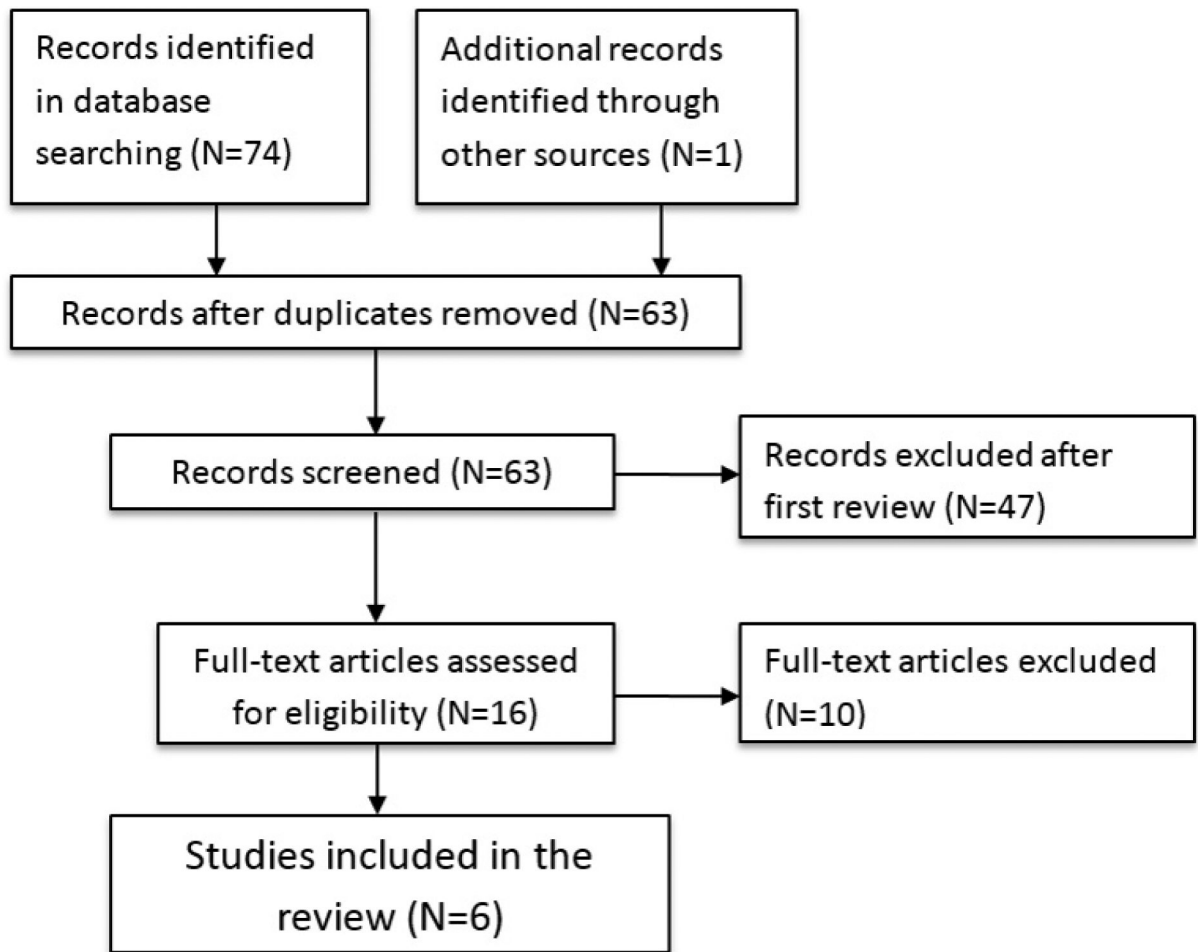 Records identified
in database
searching (N=74)
Additional records
identified through
other sources (N=1)
Records after duplicates removed (N=63)
Records screened (N=63)
Records excluded after
first review (N=47)
Full-text articles assessed
for eligibility (N=16)
Full-text articles excluded
(N=10)
Studies included in the
review (N=6)